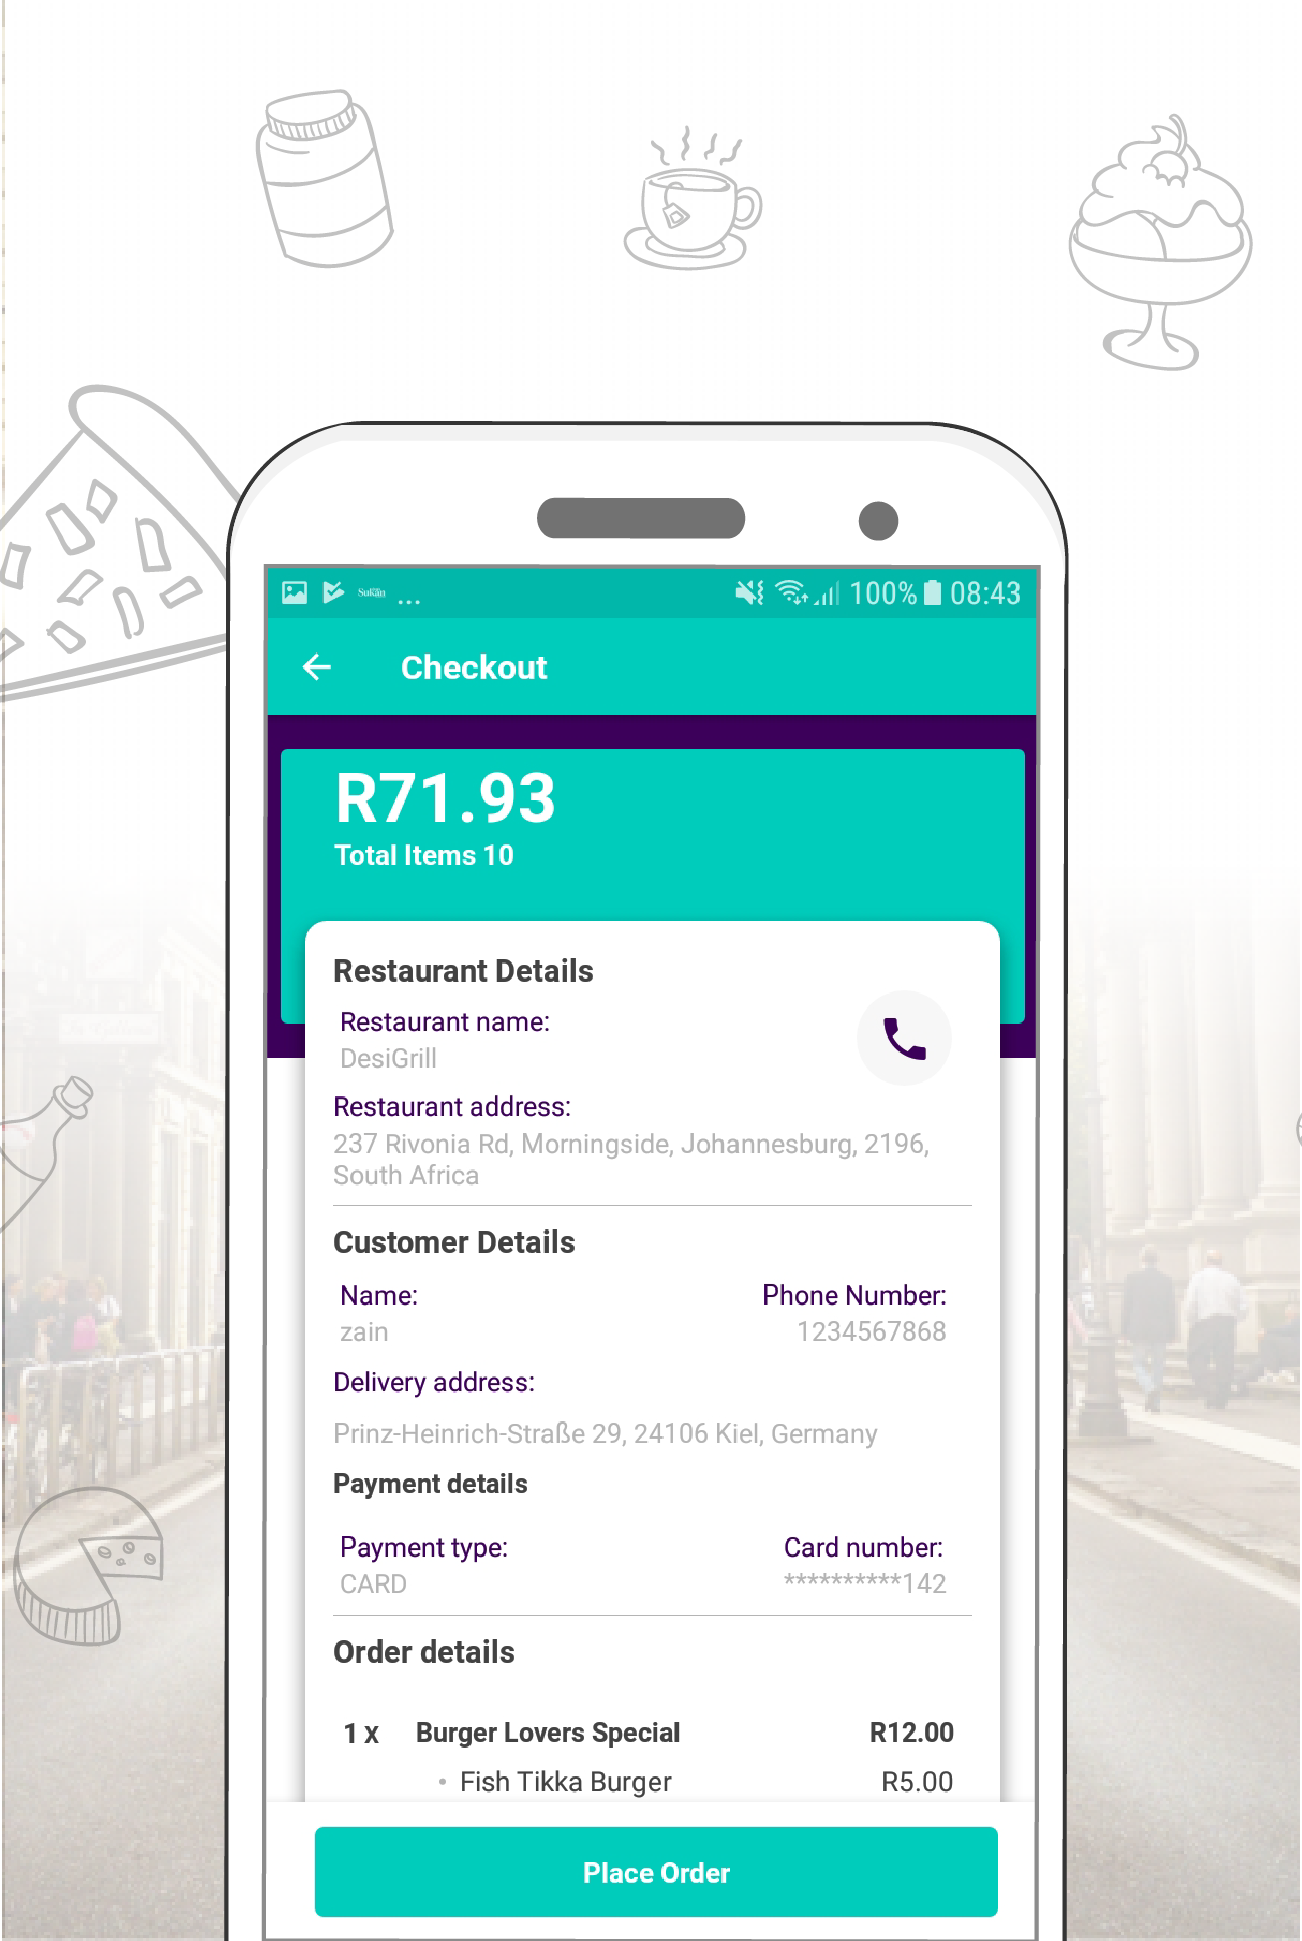 SuKän ...
100% 08:43
Checkout
R71.93
Total Items 10
Restaurant Details
Restaurant name:
DesiGrill
Restaurant address:
237 Rivonia Rd, Morningside, Johannesburg, 2196,
South Africa
Customer Details
Name: Phone Number:
zain 1234567868
Delivery address:
Prinz-Heinrich-Straße 29, 24106 Kiel, Germany
Payment details
Payment type: Card number:
CARD **********142
Order details
1 x Burger Lovers Special R12.00
• Fish Tikka Burger R5.00
Place Order